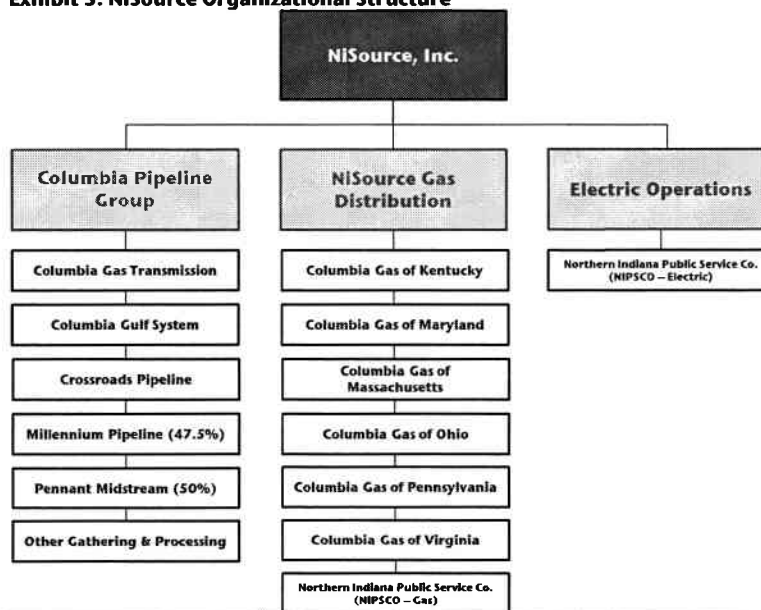 Exhibit 3: NiSource Organizational Structure
NiSource, Inc.
Columbia Pipeline
Group
Columbia Gas Transmission
Columbia Gulf System
Crossroads Pipeline
Millennium Pipeline (47.5%)
Pennant Midstream (50%)
Other Gathering & Processing
NiSource Gas
Distribution
Columbia Gas of Kentucky
Columbia Gas of Maryland
Columbia Gas of
Massachusetts
Columbia Gas of Ohio
Columbia Gas of Pennsylvania
Columbia Gas of Virginia
Northern Indiana Public Service Co.
(NIPSCO – Gas)
Electric Operations
Northern Indiana Public Service Co.
(NIPSCO – Electric)